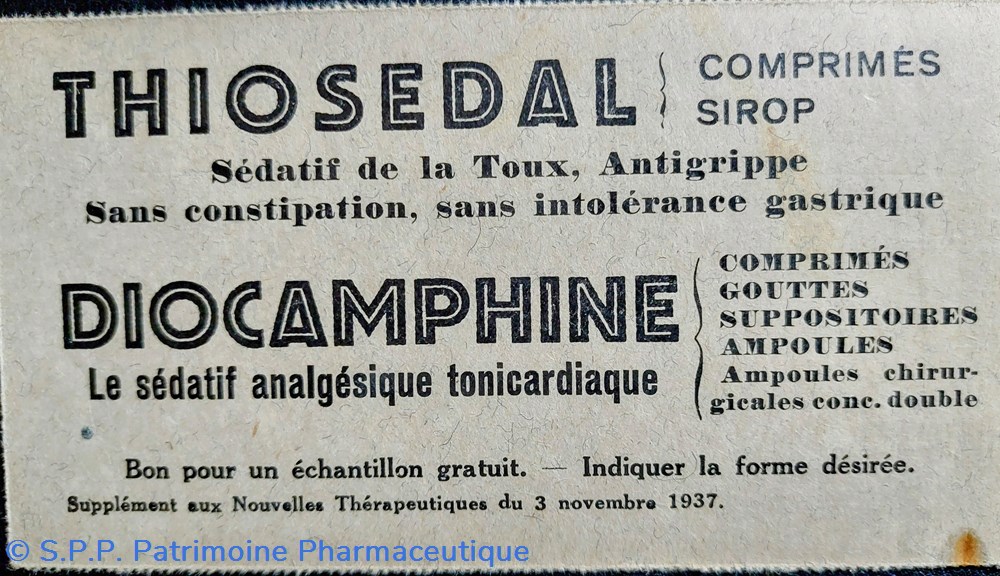 THIOSEDAL { COMPRIMÉS
SIROP
Sédatif de la Toux, Antigrippe
Sans constipation, sans intolérance gastrique
DIOCAMPHINE { COMPRIMÉS
GOUTTES
SUPPOSITOIRES
AMPOULES
Ampoules chirur-
gicales conc. double
Le sédatif analgésique tonicardiaque
Bon pour un échantillon gratuit. — Indiquer la forme désirée.
Supplément aux Nouvelles Thérapeutiques du 3 novembre 1937.
© S.P.P. Patrimoine Pharmaceutique